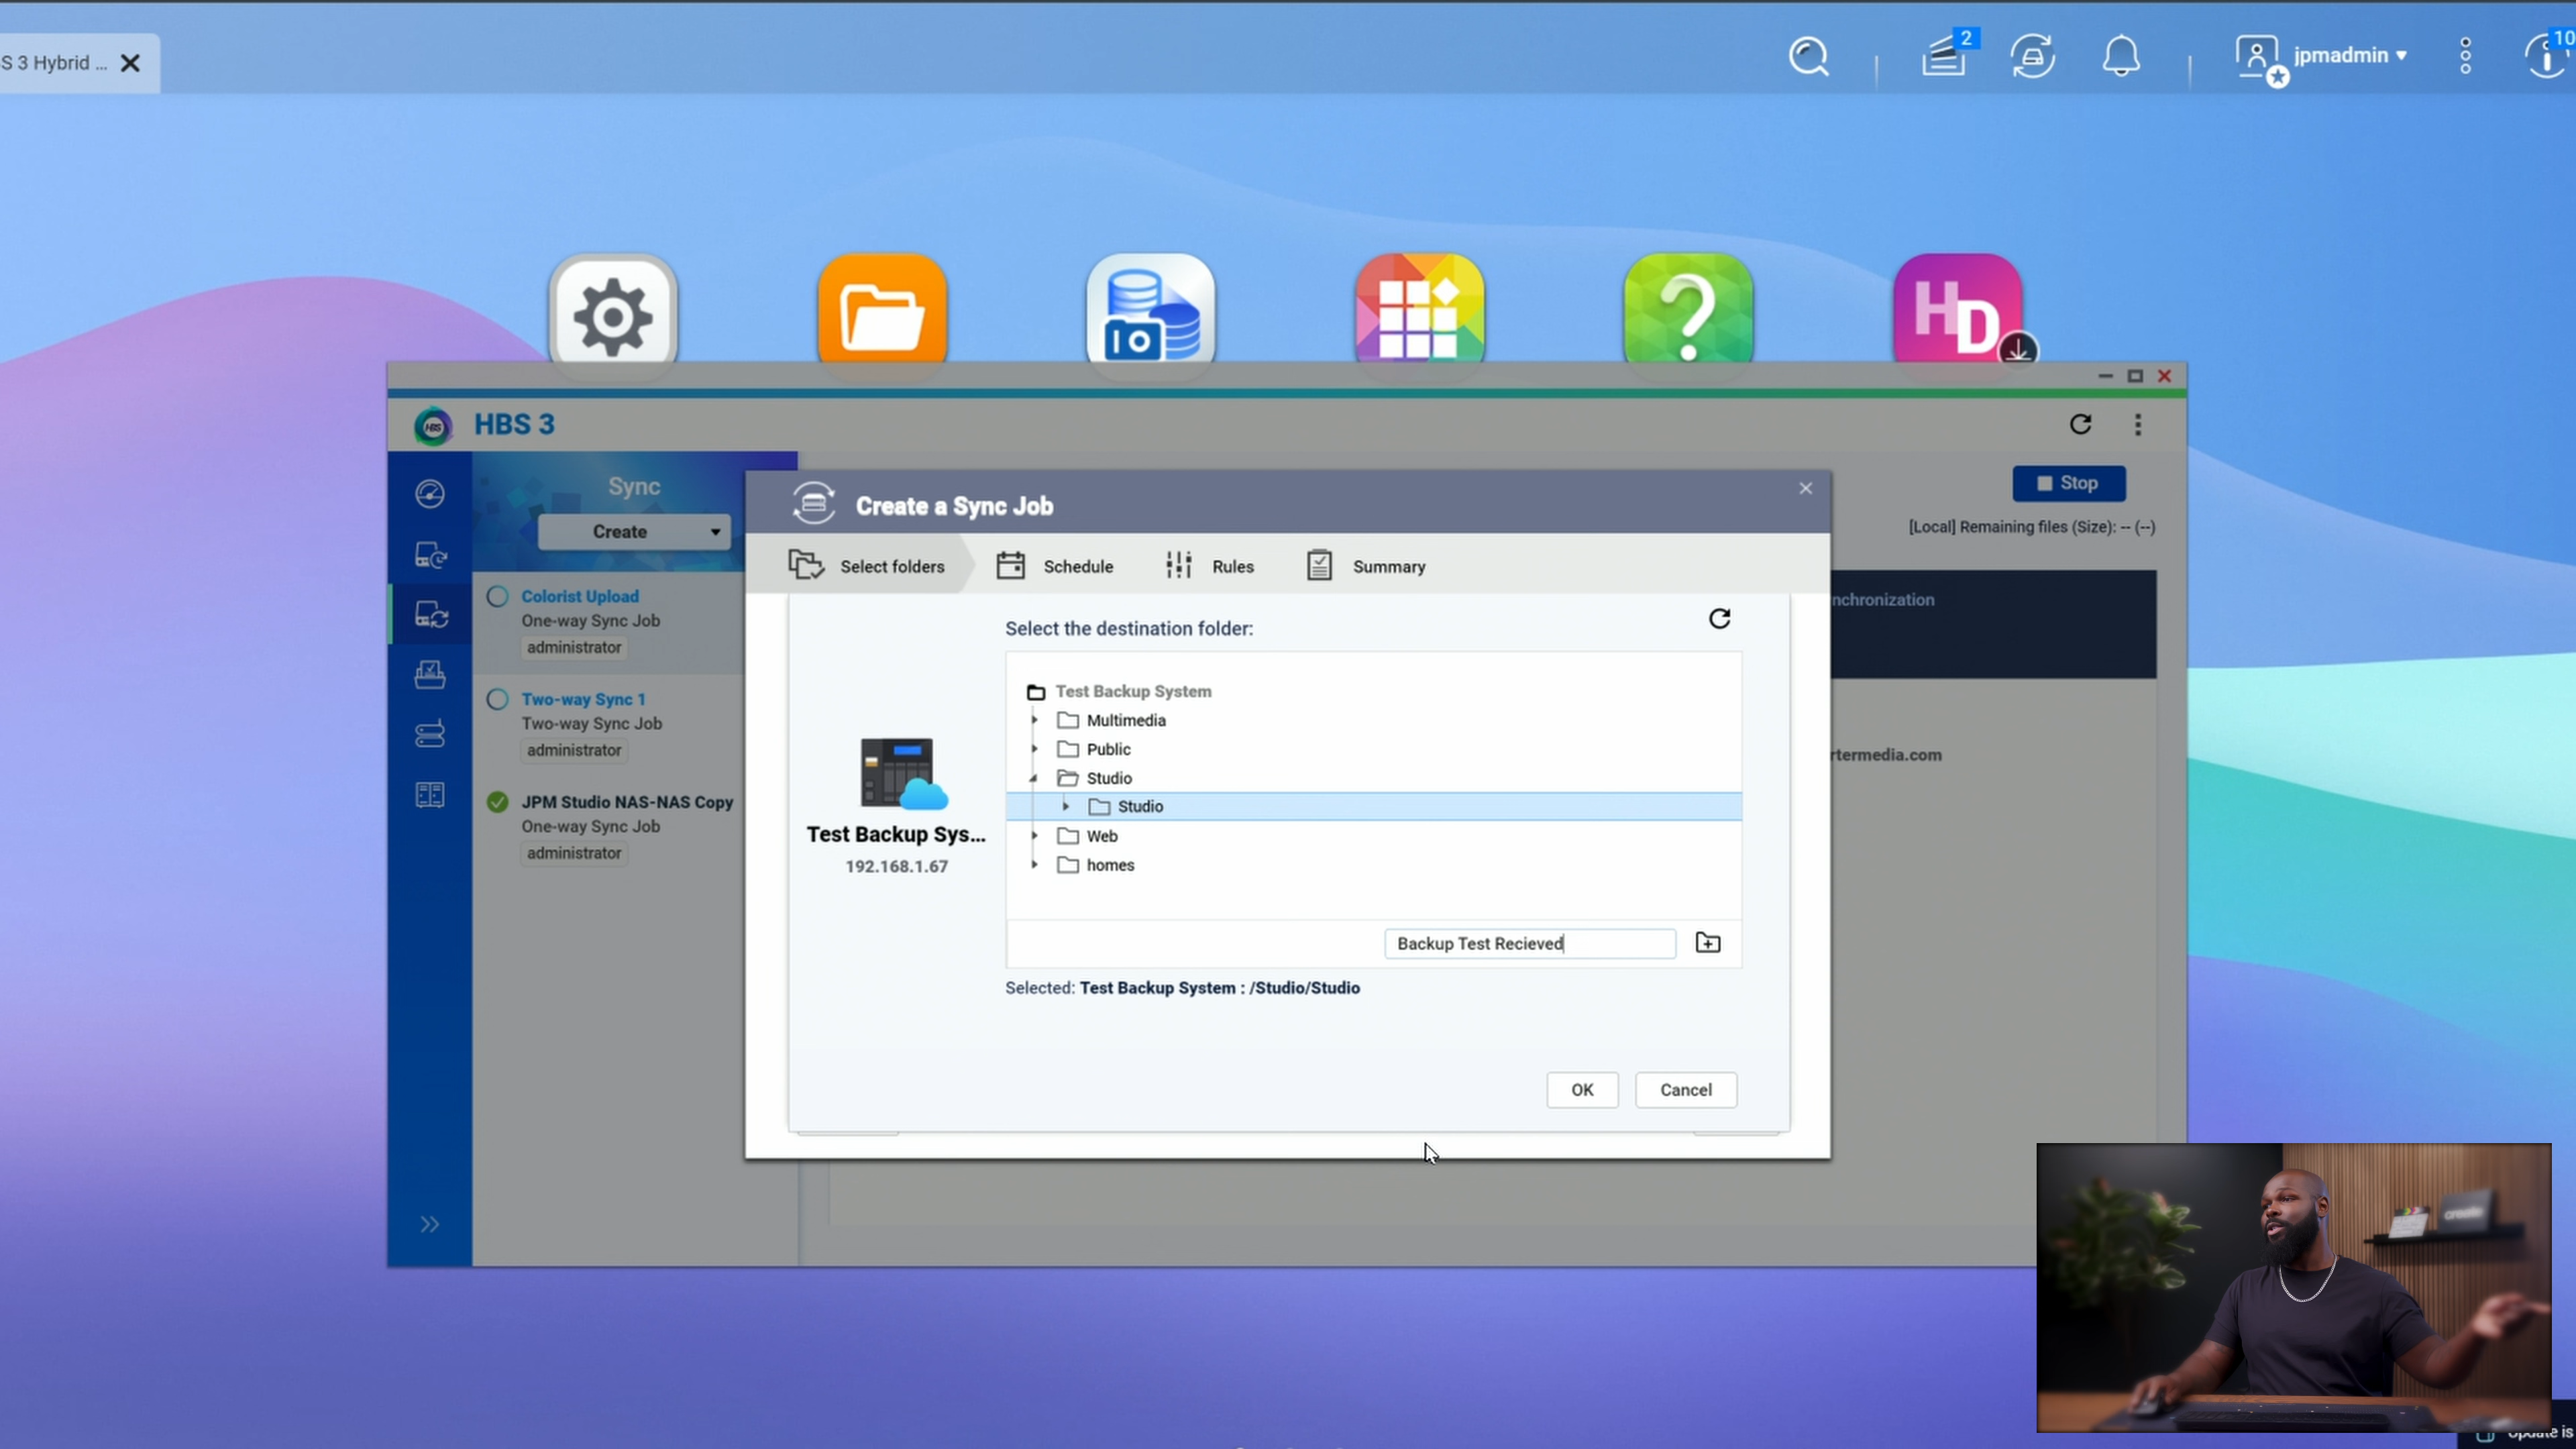 S 3 Hybrid ...
2
jpmadmin
10
HD
HBS 3
Sync
Create
Stop
[Local] Remaining files (Size): -- (--)
Colorist Upload
One-way Sync Job
administrator
Two-way Sync 1
Two-way Sync Job
administrator
JPM Studio NAS-NAS Copy
One-way Sync Job
administrator
Create a Sync Job
Select folders
Schedule
Rules
Summary
nchronization
rtermedia.com
Select the destination folder:
Test Backup System
Multimedia
Public
Studio
Studio
Web
homes
Test Backup Sys...
192.168.1.67
Backup Test Recieved
Selected: Test Backup System : /Studio/Studio
OK
Cancel
create
Update is